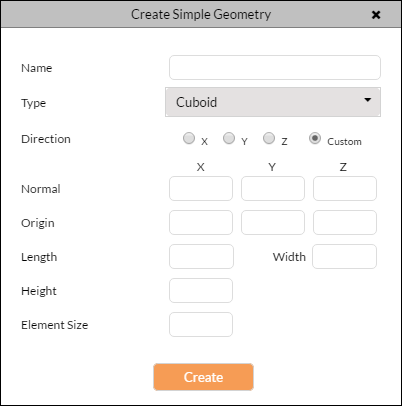 Create Simple Geometry
Name
Type Cuboid
Direction X Y Z Custom
X Y Z
Normal
Origin
Length Width
Height
Element Size
Create